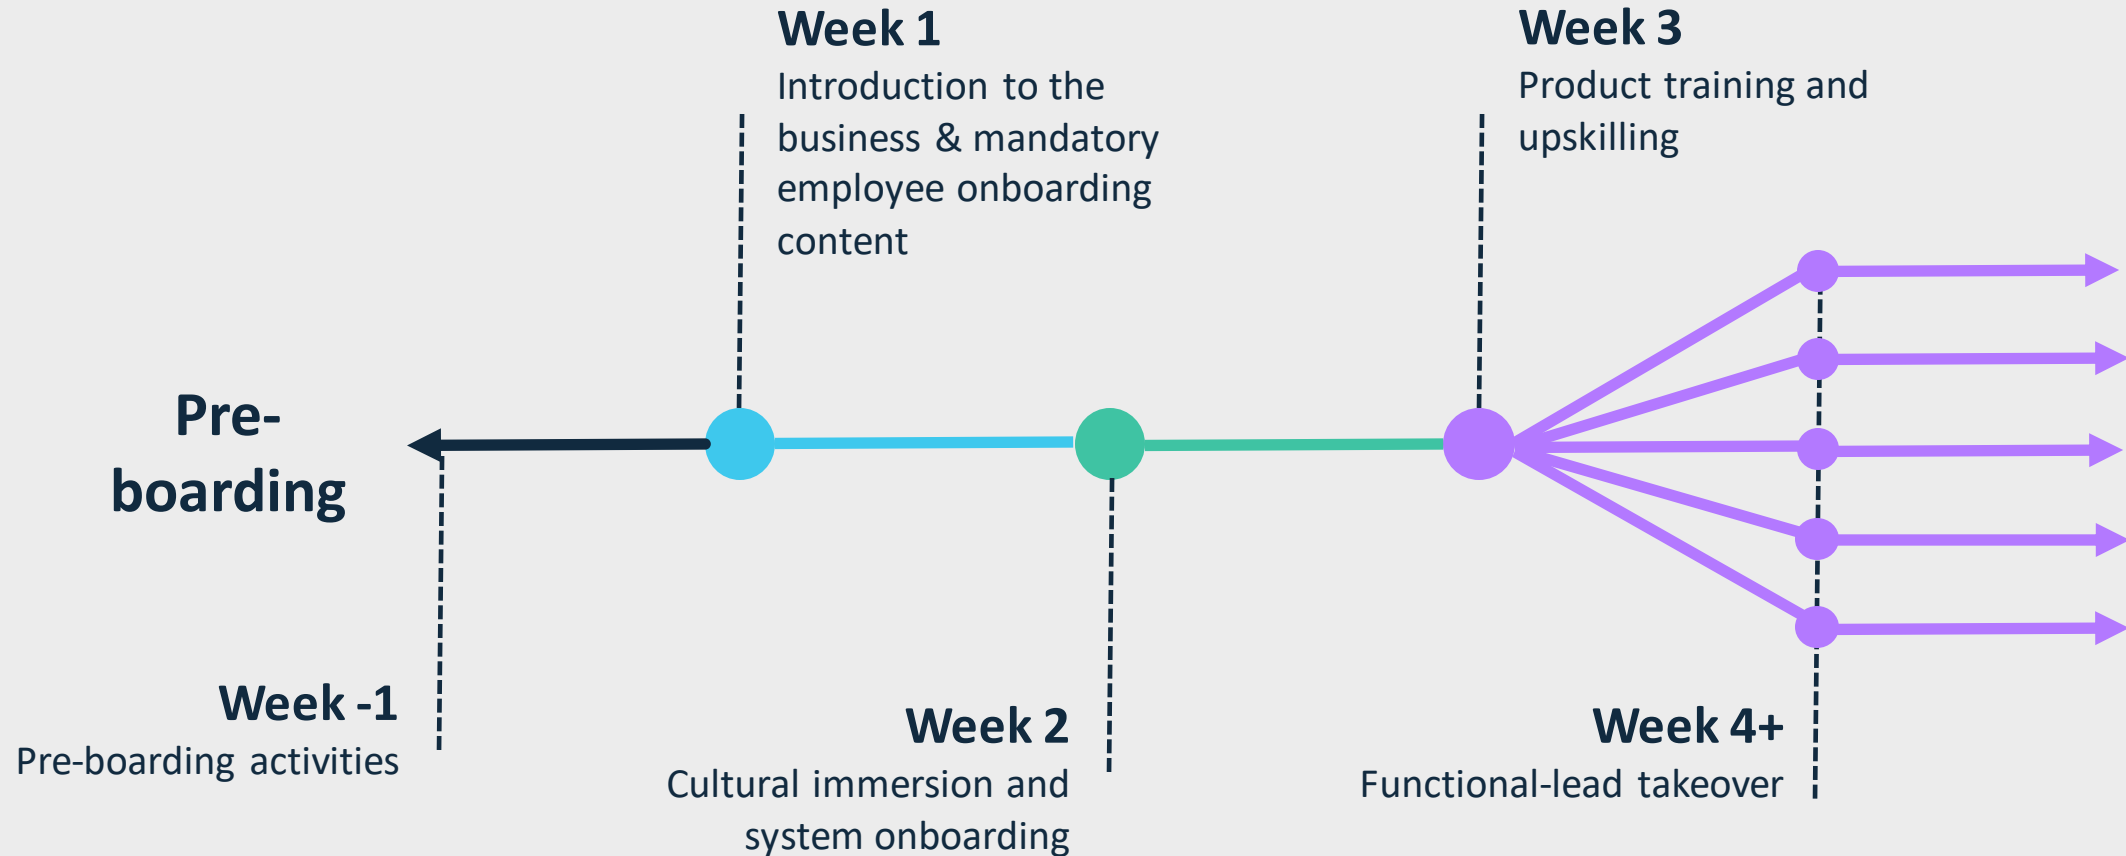 Week 1
Introduction to the
business & mandatory
employee onboarding
content
Week 3
Product training and
upskilling
Pre-
boarding
Week -1
Pre-boarding activities
Week 2
Cultural immersion and
system onboarding
Week 4+
Functional-lead takeover